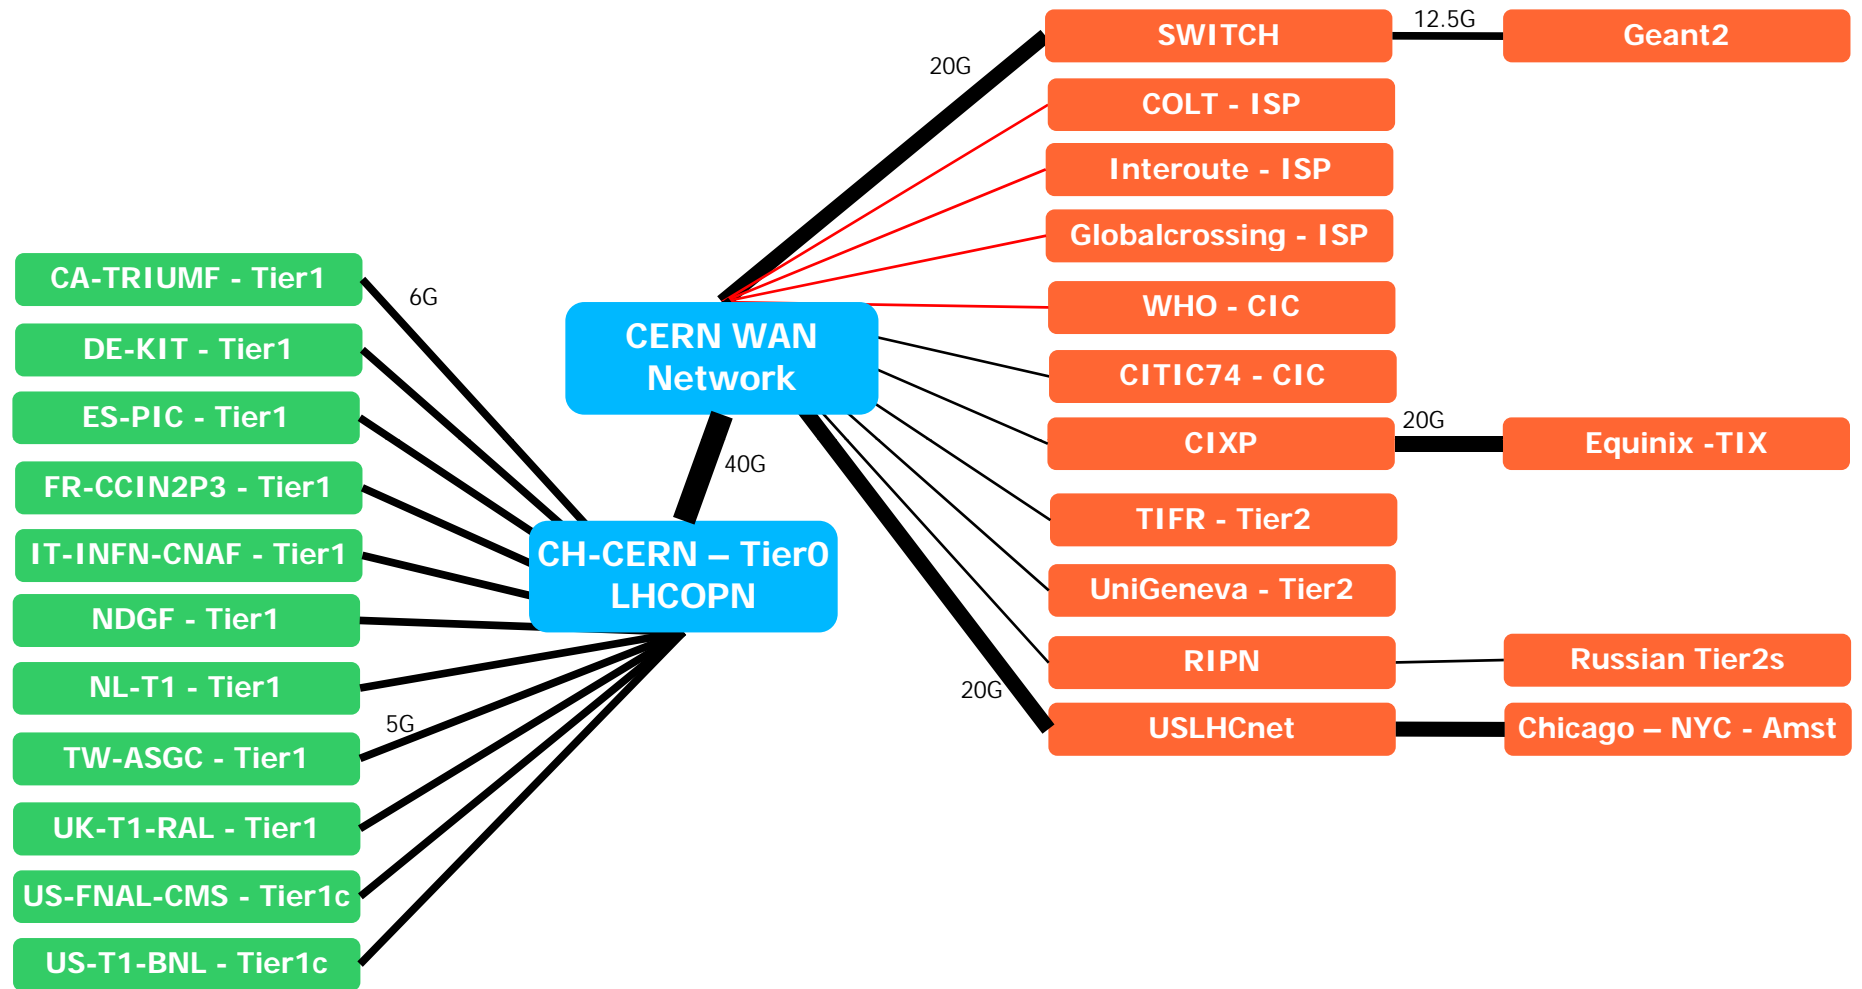 SWITCH
12.5G
Geant2
20G
COLT - ISP
Interoute - ISP
Globalcrossing - ISP
WHO - CIC
CITIC74 - CIC
CIXP
20G
Equinix -TIX
TIFR - Tier2
UniGeneva - Tier2
RIPN
Russian Tier2s
20G
USLHCnet
Chicago – NYC - Amst
CERN WAN
Network
40G
CH-CERN – Tier0
LHCOPN
CA-TRIUMF - Tier1
6G
DE-KIT - Tier1
ES-PIC - Tier1
FR-CCIN2P3 - Tier1
IT-INFN-CNAF - Tier1
NDGF - Tier1
NL-T1 - Tier1
5G
TW-ASGC - Tier1
UK-T1-RAL - Tier1
US-FNAL-CMS - Tier1c
US-T1-BNL - Tier1c